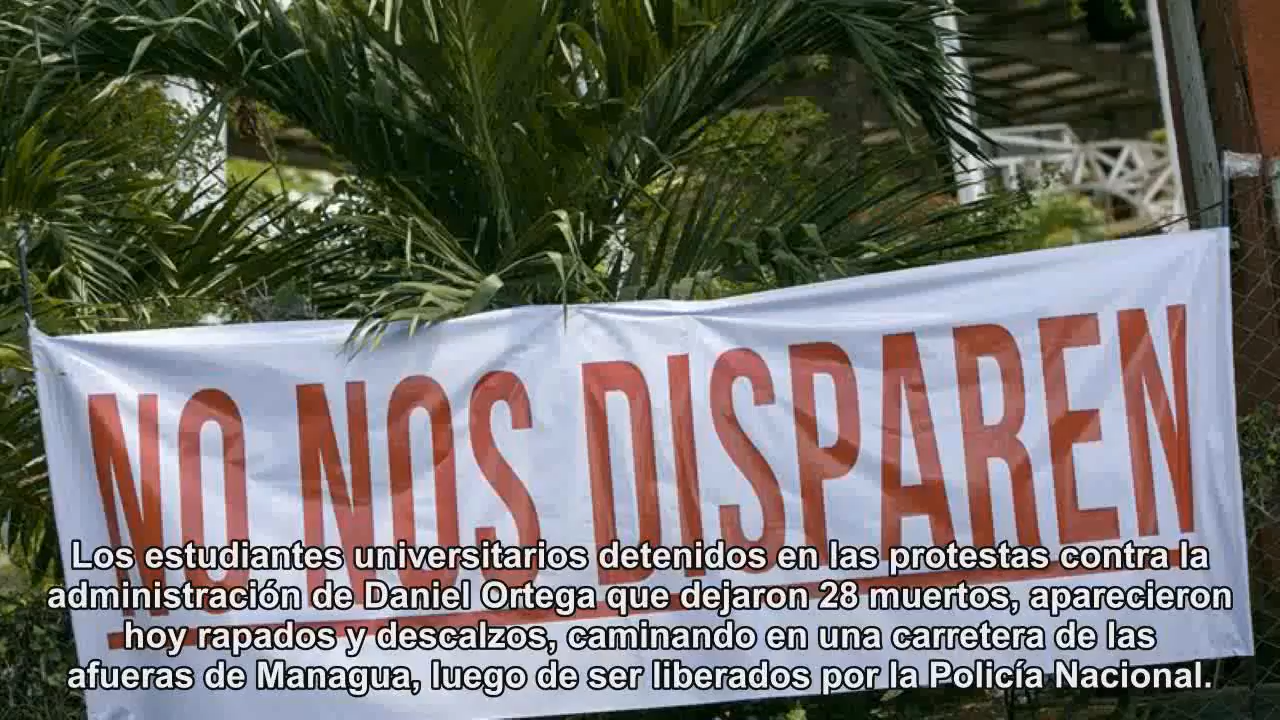 NO NOS DISPAREN
Los estudiantes universitarios detenidos en las protestas contra la
administración de Daniel Ortega que dejaron 28 muertos, aparecieron
hoy rapados y descalzos, caminando en una carretera de las
afueras de Managua, luego de ser liberados por la Policía Nacional.